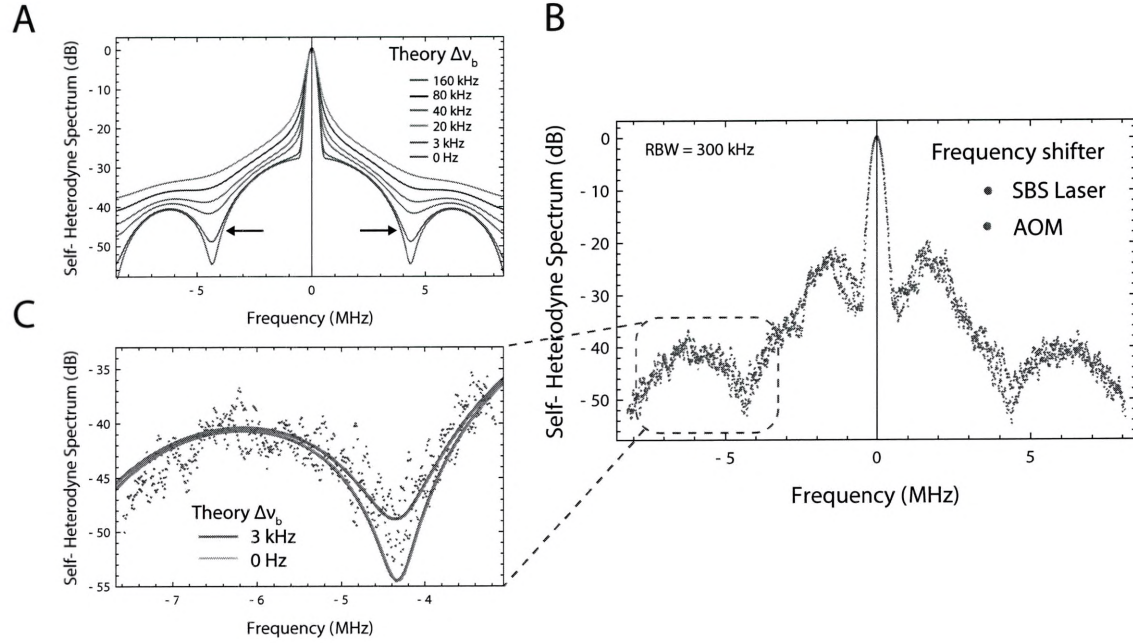 A
Self- Heterodyne Spectrum (dB)
0
- 10
- 20
- 30
- 40
- 50
Theory Δν_b
160 kHz
80 kHz
40 kHz
20 kHz
3 kHz
0 Hz
- 5
0
5
Frequency (MHz)
B
Self- Heterodyne Spectrum (dB)
0
- 10
- 20
- 30
- 40
- 50
RBW = 300 kHz
Frequency shifter
SBS Laser
AOM
- 5
0
5
Frequency (MHz)
C
Self- Heterodyne Spectrum (dB)
- 35
- 40
- 45
- 50
- 55
Theory Δν_b
3 kHz
0 Hz
- 7
- 6
- 5
- 4
Frequency (MHz)